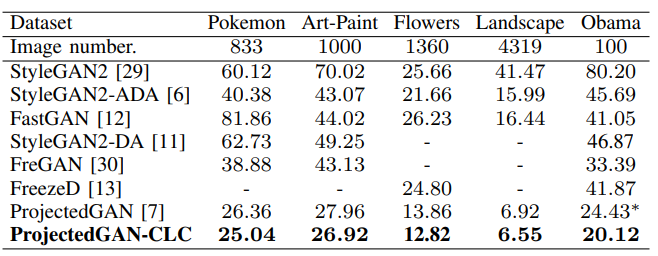 Dataset Pokemon Art-Paint Flowers Landscape Obama
Image number. 833 1000 1360 4319 100
StyleGAN2 [29] 60.12 70.02 25.66 41.47 80.20
StyleGAN2-ADA [6] 40.38 43.07 21.66 15.99 45.69
FastGAN [12] 81.86 44.02 26.23 16.44 41.05
StyleGAN2-DA [11] 62.73 49.25 - - 46.87
FreGAN [30] 38.88 43.13 - - 33.39
FreezeD [13] - - 24.80 - 41.87
ProjectedGAN [7] 26.36 27.96 13.86 6.92 24.43*
ProjectedGAN-CLC 25.04 26.92 12.82 6.55 20.12